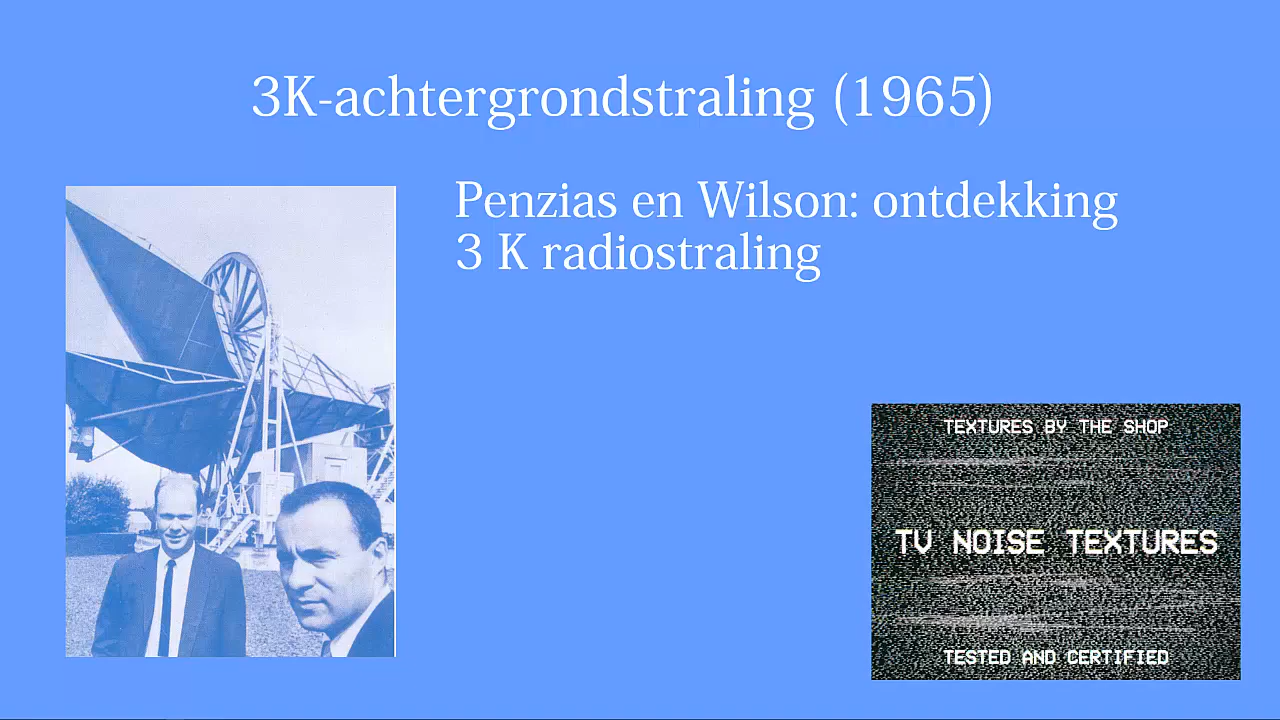 3K-achtergrondstraling (1965)
Penzias en Wilson: ontdekking
3 K radiostraling
TEXTURES BY THE SHOP
TV NOISE TEXTURES
TESTED AND CERTIFIED